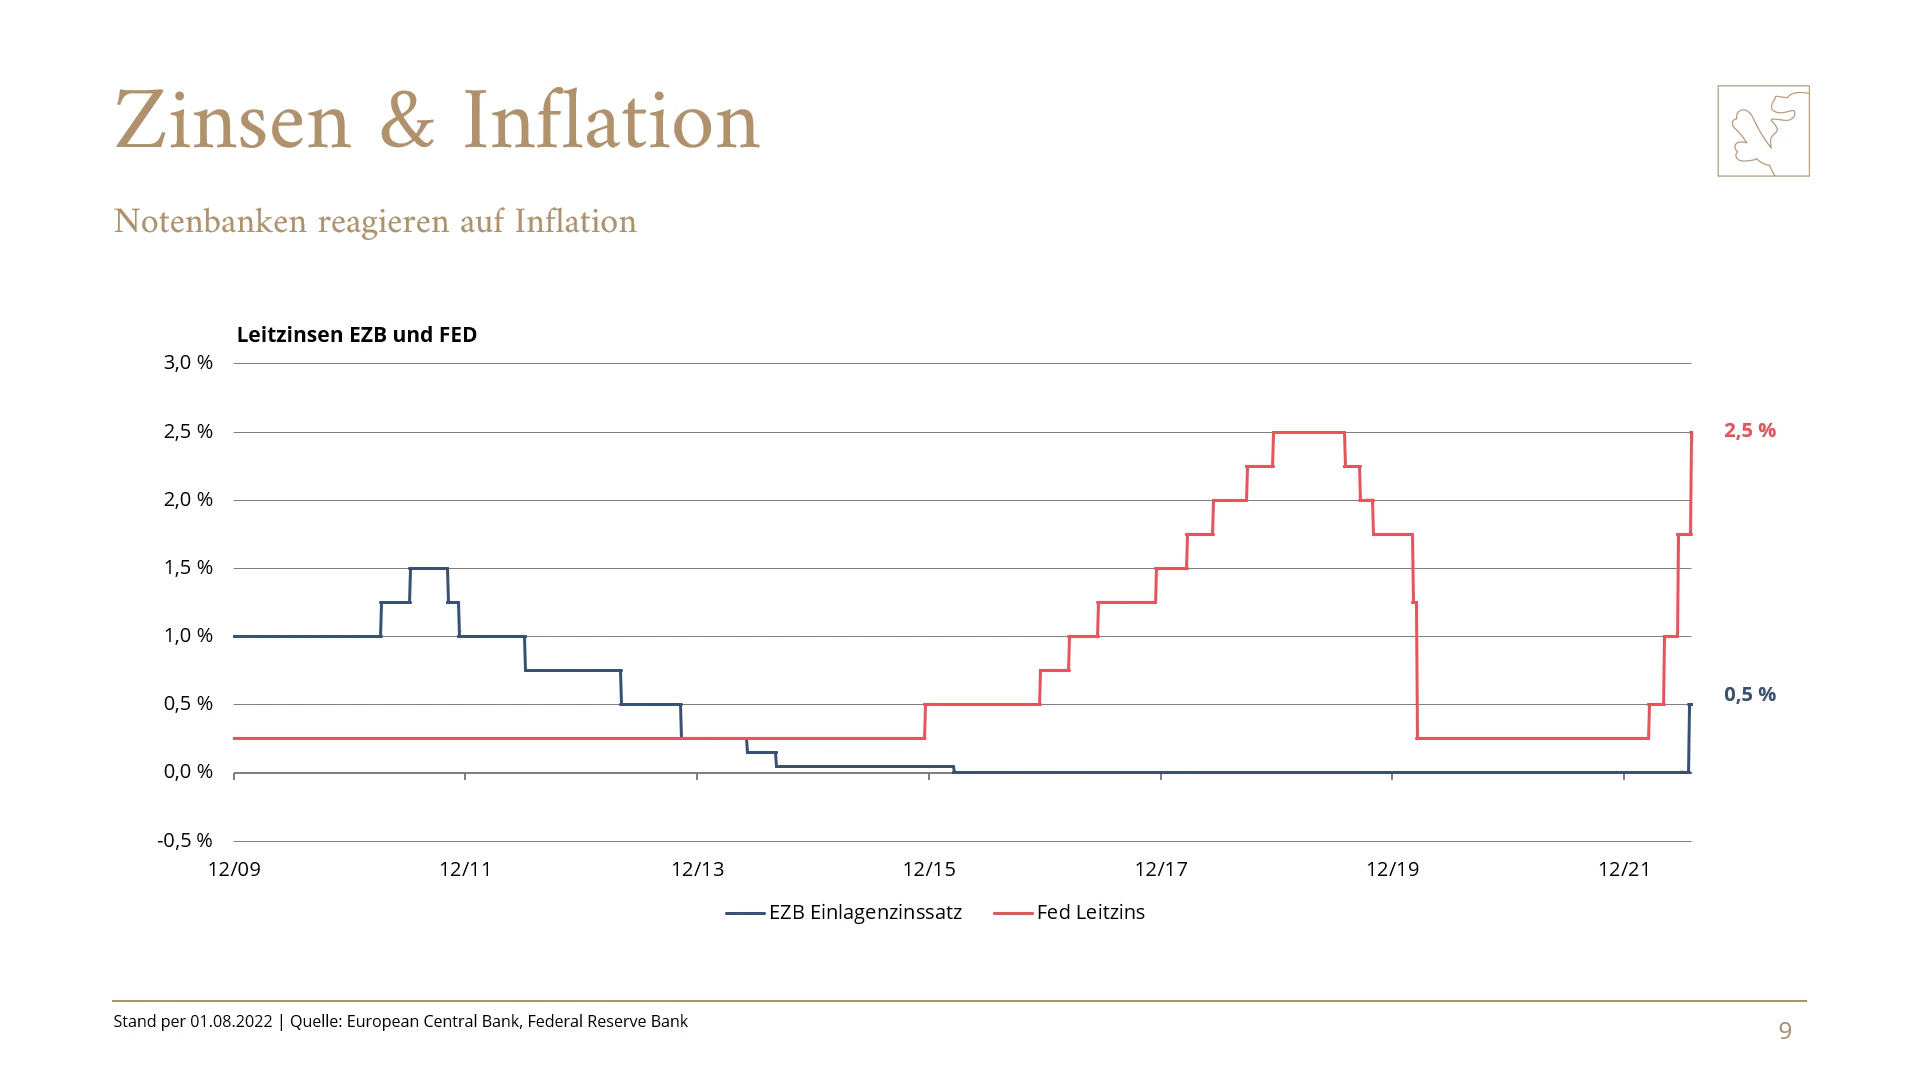 Zinsen & Inflation
Notenbanken reagieren auf Inflation
Leitzinsen EZB und FED
3,0 %
2,5 %
2,5 %
2,0 %
1,5 %
1,0 %
0,5 %
0,5 %
0,0 %
-0,5 %
12/09 12/11 12/13 12/15 12/17 12/19 12/21
EZB Einlagenzinssatz Fed Leitzins
Stand per 01.08.2022 | Quelle: European Central Bank, Federal Reserve Bank
9